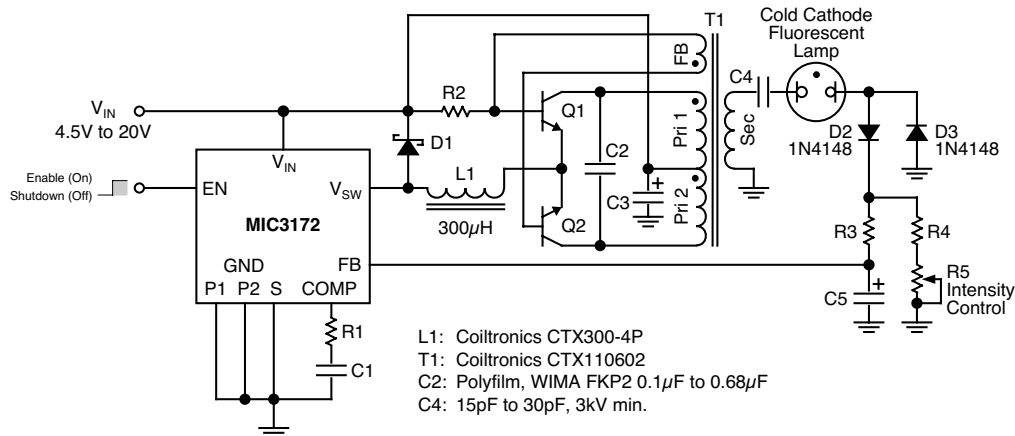 Cold Cathode
Fluorescent
Lamp
T1
FB
C4
R2
VIN
4.5V to 20V
Q1
D1
C2
Pri 1
Sec
D2
1N4148
D3
1N4148
VIN
L1
Enable (On)
Shutdown (Off)
EN
VSW
MIC3172
300µH
C3
+
Pri 2
Q2
R3
R4
GND
FB
P1
P2
S
COMP
R5
Intensity
Control
C5
+
R1
C1
L1: Coiltronics CTX300-4P
T1: Coiltronics CTX110602
C2: Polyfilm, WIMA FKP2 0.1µF to 0.68µF
C4: 15pF to 30pF, 3kV min.